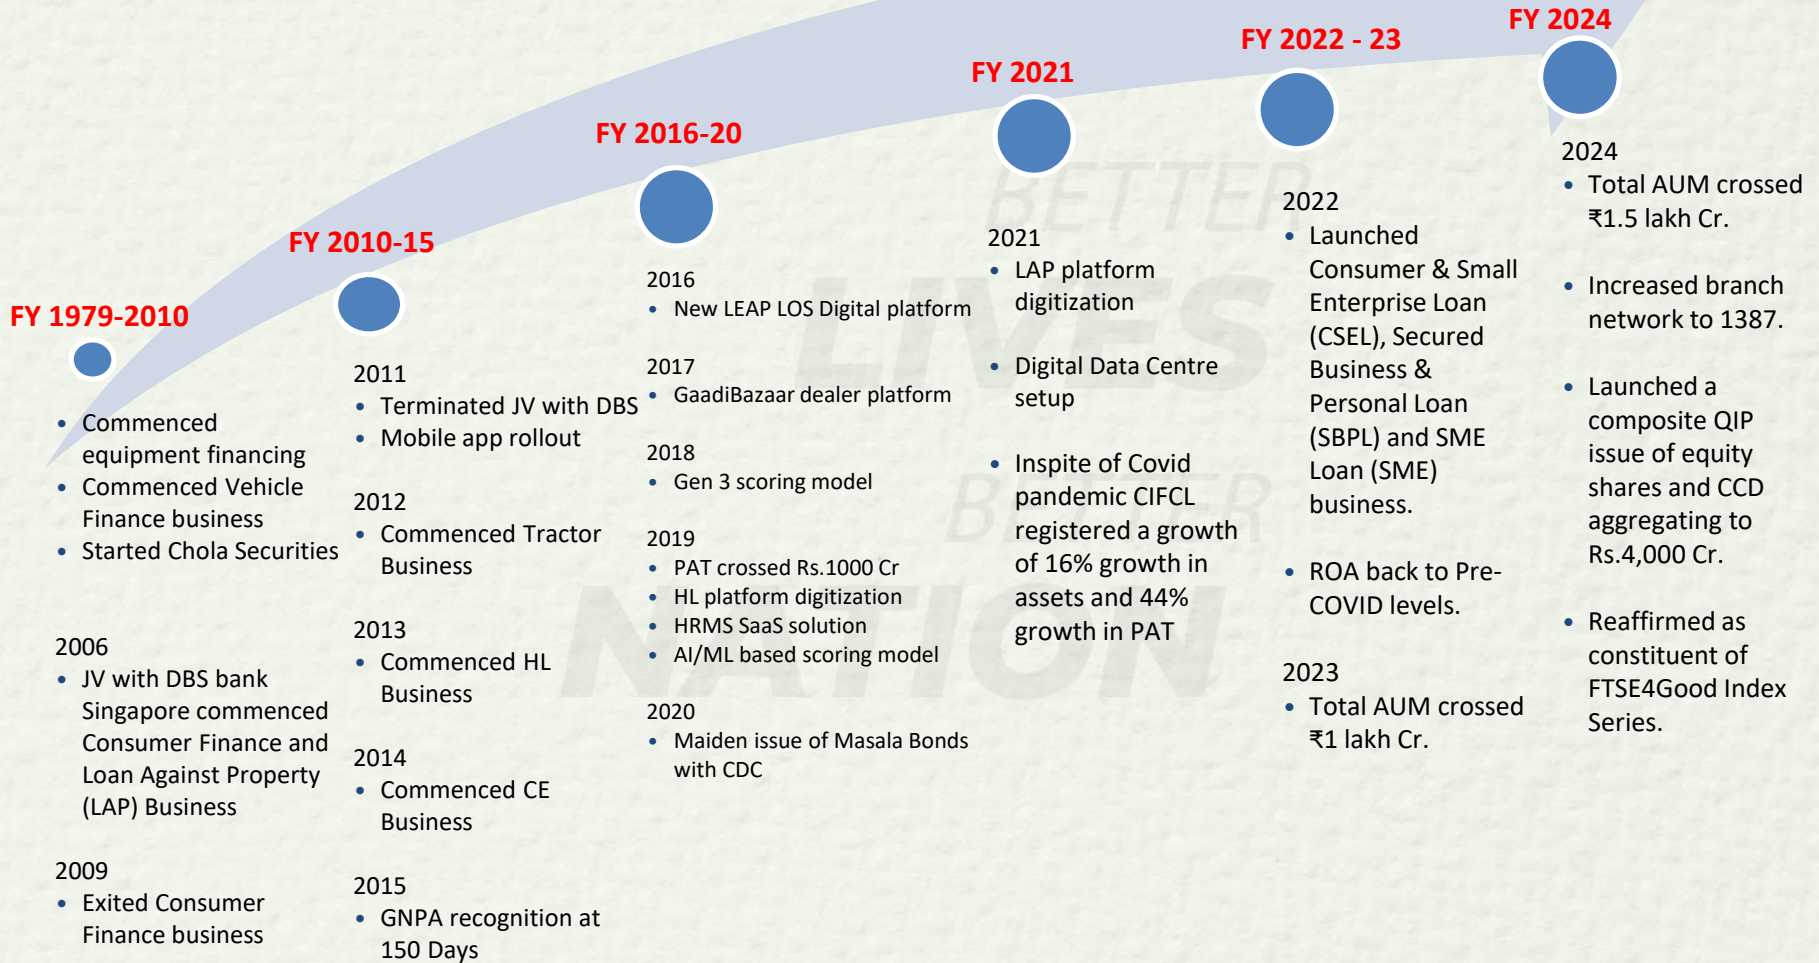 FY 1979-2010
• Commenced
equipment financing
• Commenced Vehicle
Finance business
• Started Chola Securities
2006
• JV with DBS bank
Singapore commenced
Consumer Finance and
Loan Against Property
(LAP) Business
2009
• Exited Consumer
Finance business
FY 2010-15
2011
• Terminated JV with DBS
• Mobile app rollout
2012
• Commenced Tractor
Business
2013
• Commenced HL
Business
2014
• Commenced CE
Business
2015
• GNPA recognition at
150 Days
FY 2016-20
2016
• New LEAP LOS Digital platform
2017
• GaadiBazaar dealer platform
2018
• Gen 3 scoring model
2019
• PAT crossed Rs.1000 Cr
• HL platform digitization
• HRMS SaaS solution
• AI/ML based scoring model
2020
• Maiden issue of Masala Bonds
with CDC
FY 2021
2021
• LAP platform
digitization
• Digital Data Centre
setup
• Inspite of Covid
pandemic CIFCL
registered a growth
of 16% growth in
assets and 44%
growth in PAT
FY 2022 - 23
2022
• Launched
Consumer & Small
Enterprise Loan
(CSEL), Secured
Business &
Personal Loan
(SBPL) and SME
Loan (SME)
business.
• ROA back to Pre-
COVID levels.
2023
• Total AUM crossed
₹1 lakh Cr.
FY 2024
2024
• Total AUM crossed
₹1.5 lakh Cr.
• Increased branch
network to 1387.
• Launched a
composite QIP
issue of equity
shares and CCD
aggregating to
Rs.4,000 Cr.
• Reaffirmed as
constituent of
FTSE4Good Index
Series.
BETTER
LIVES
BETTER
NATION